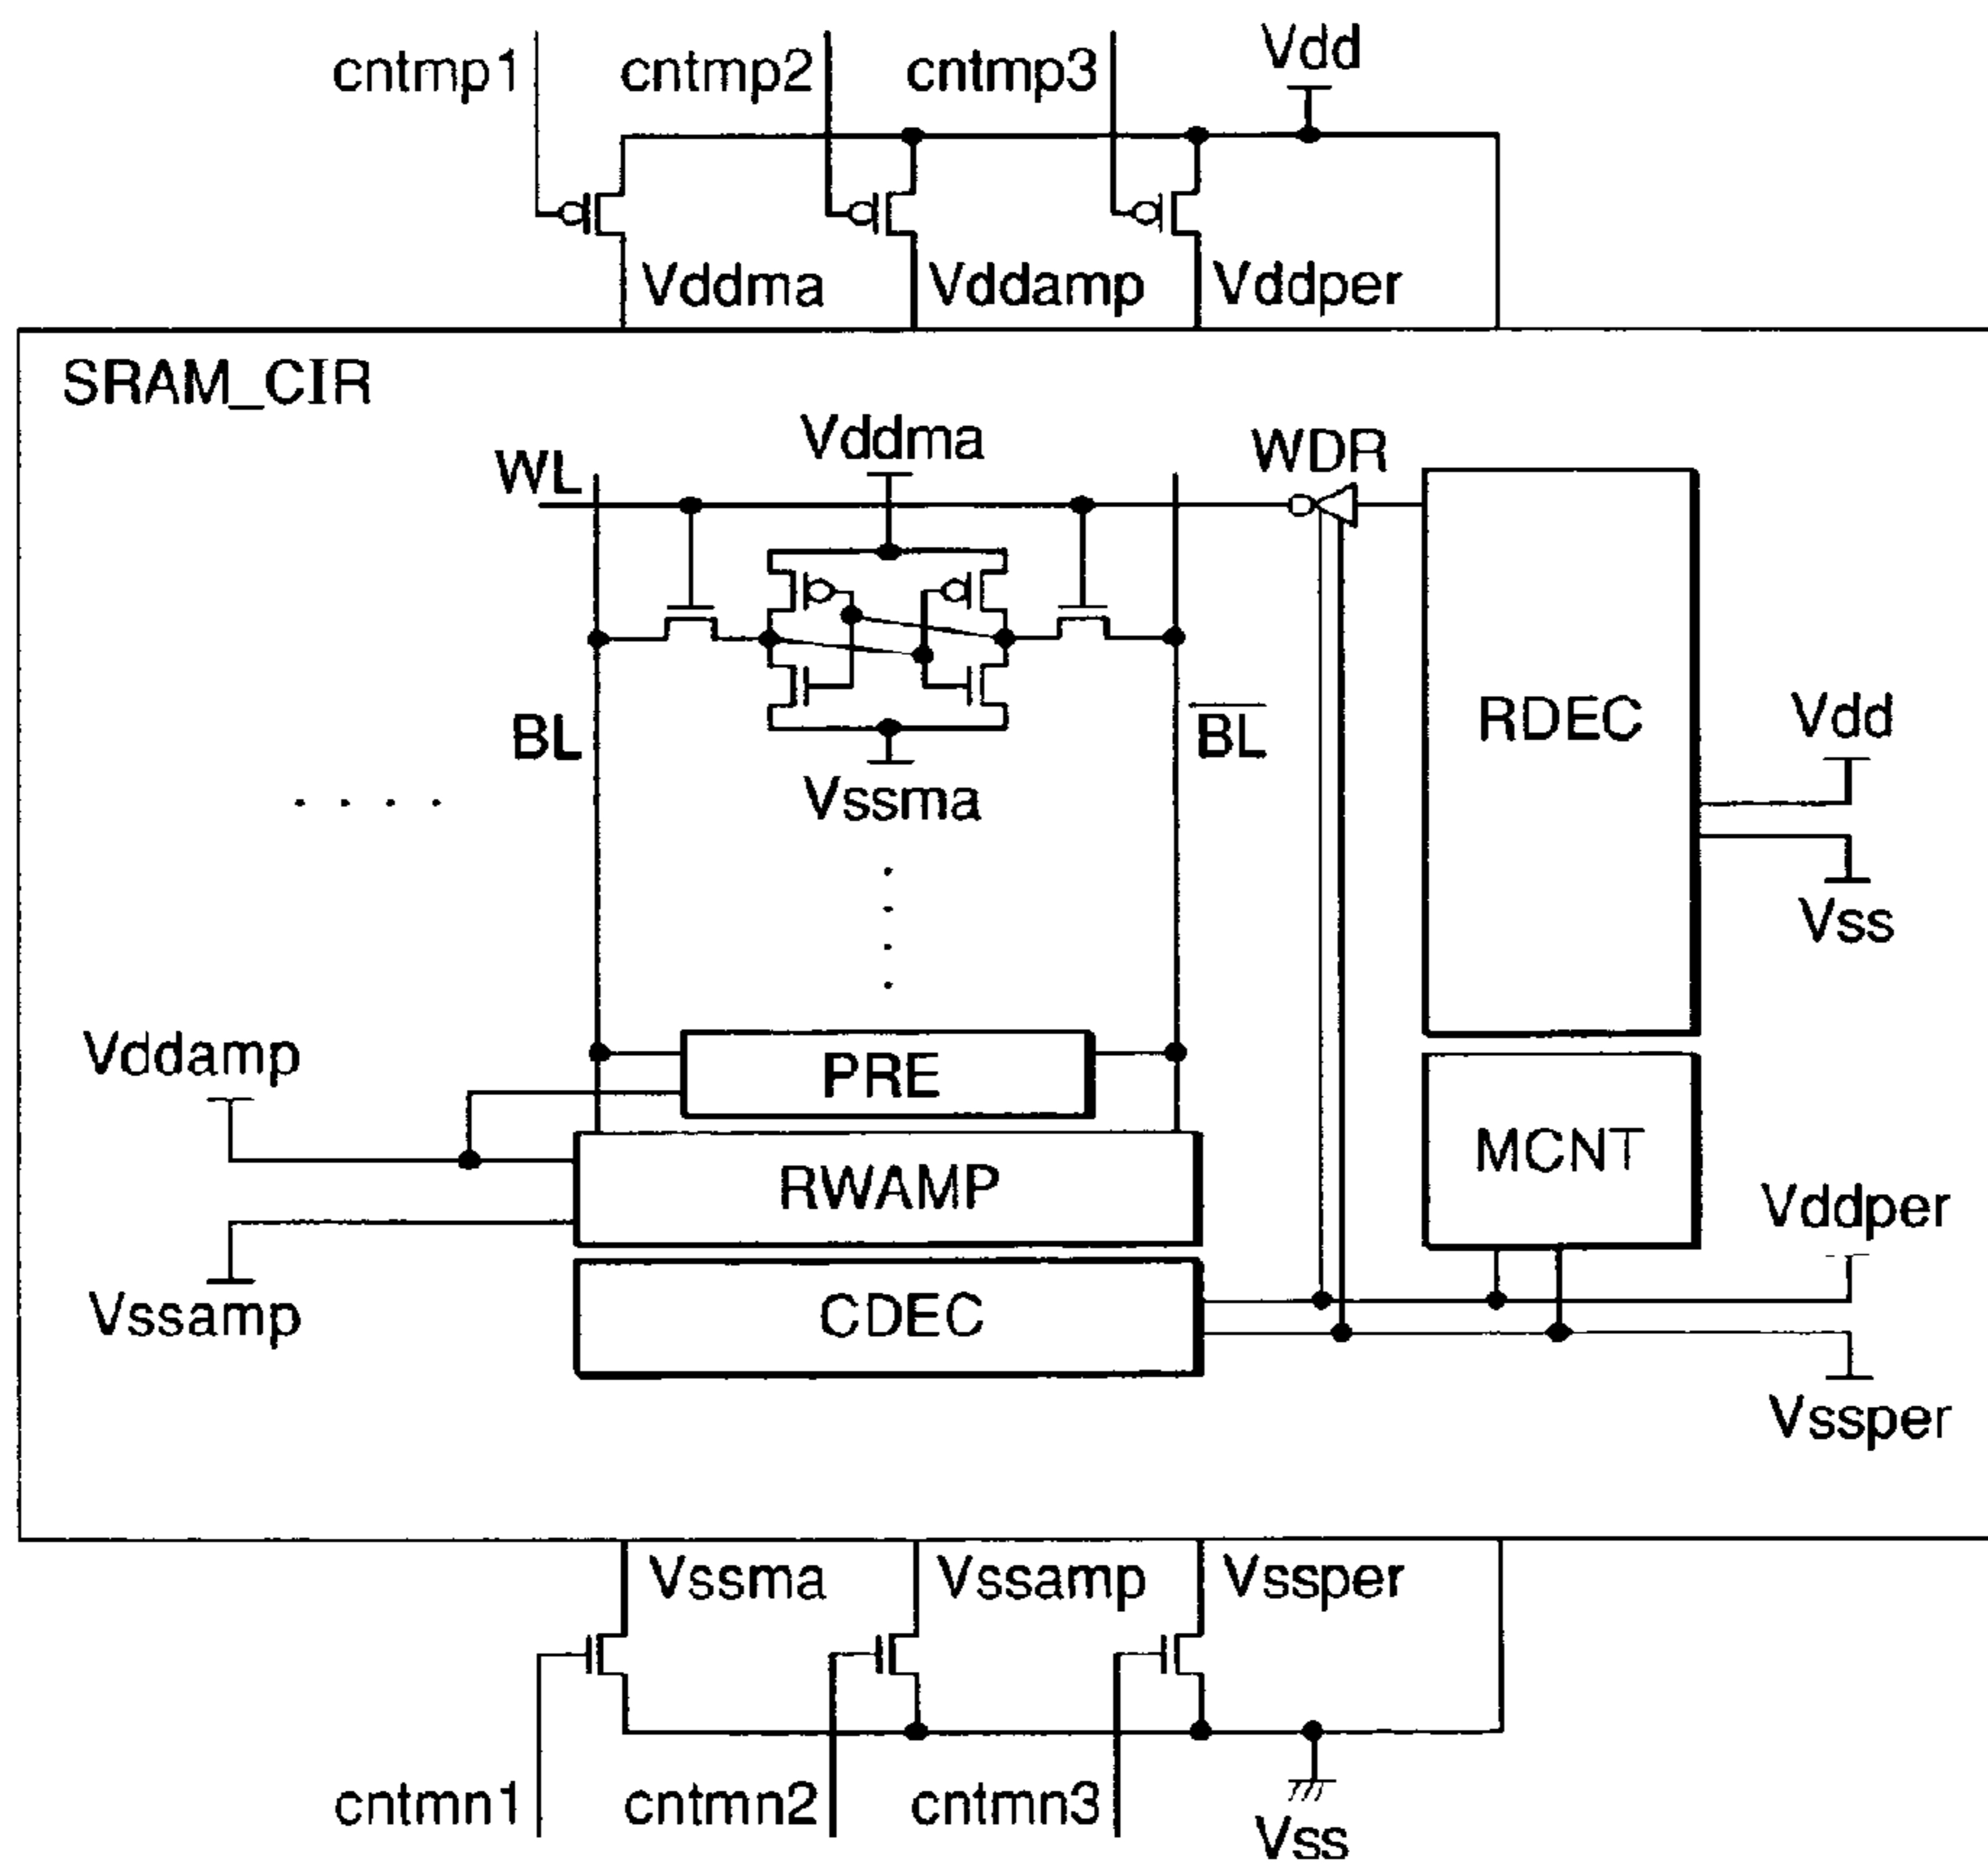 cntmp1 cntmp2 cntmp3 Vdd
Vddma Vddamp Vddper
SRAM_CIR
Vddma WDR
WL
RDEC
Vdd
BL B̅L̅
Vssma
Vss
Vddamp PRE
MCNT
RWAMP Vddper
Vssamp CDEC
Vssper
Vssma Vssamp Vssper
cntmn1 cntmn2 cntmn3 Vss